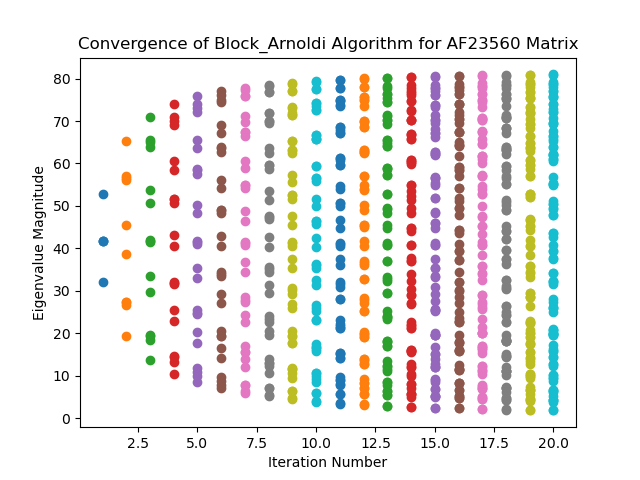 Convergence of Block_Arnoldi Algorithm for AF23560 Matrix
80
70
60
50
40
30
20
10
0
Eigenvalue Magnitude
2.5 5.0 7.5 10.0 12.5 15.0 17.5 20.0
Iteration Number